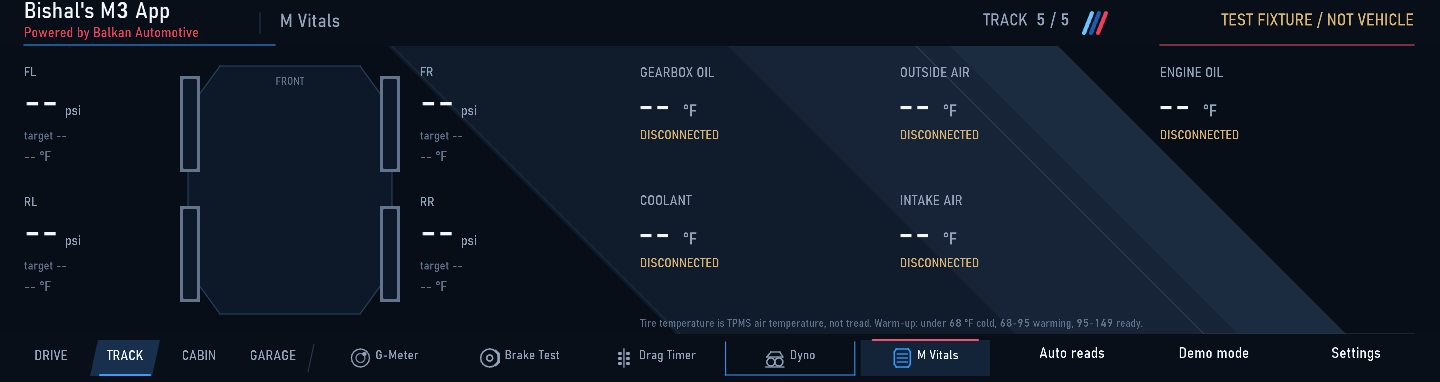 Bishal's M3 App
Powered by Balkan Automotive
M Vitals
TRACK 5 / 5
TEST FIXTURE / NOT VEHICLE
FL
-- psi
target --
-- °F
FRONT
FR
-- psi
target --
-- °F
GEARBOX OIL
-- °F
DISCONNECTED
OUTSIDE AIR
-- °F
DISCONNECTED
ENGINE OIL
-- °F
DISCONNECTED
RL
-- psi
target --
-- °F
RR
-- psi
target --
-- °F
COOLANT
-- °F
DISCONNECTED
INTAKE AIR
-- °F
DISCONNECTED
Tire temperature is TPMS air temperature, not tread. Warm-up: under 68 °F cold, 68-95 warming, 95-149 ready.
DRIVE
TRACK
CABIN
GARAGE
G-Meter
Brake Test
Drag Timer
Dyno
M Vitals
Auto reads
Demo mode
Settings